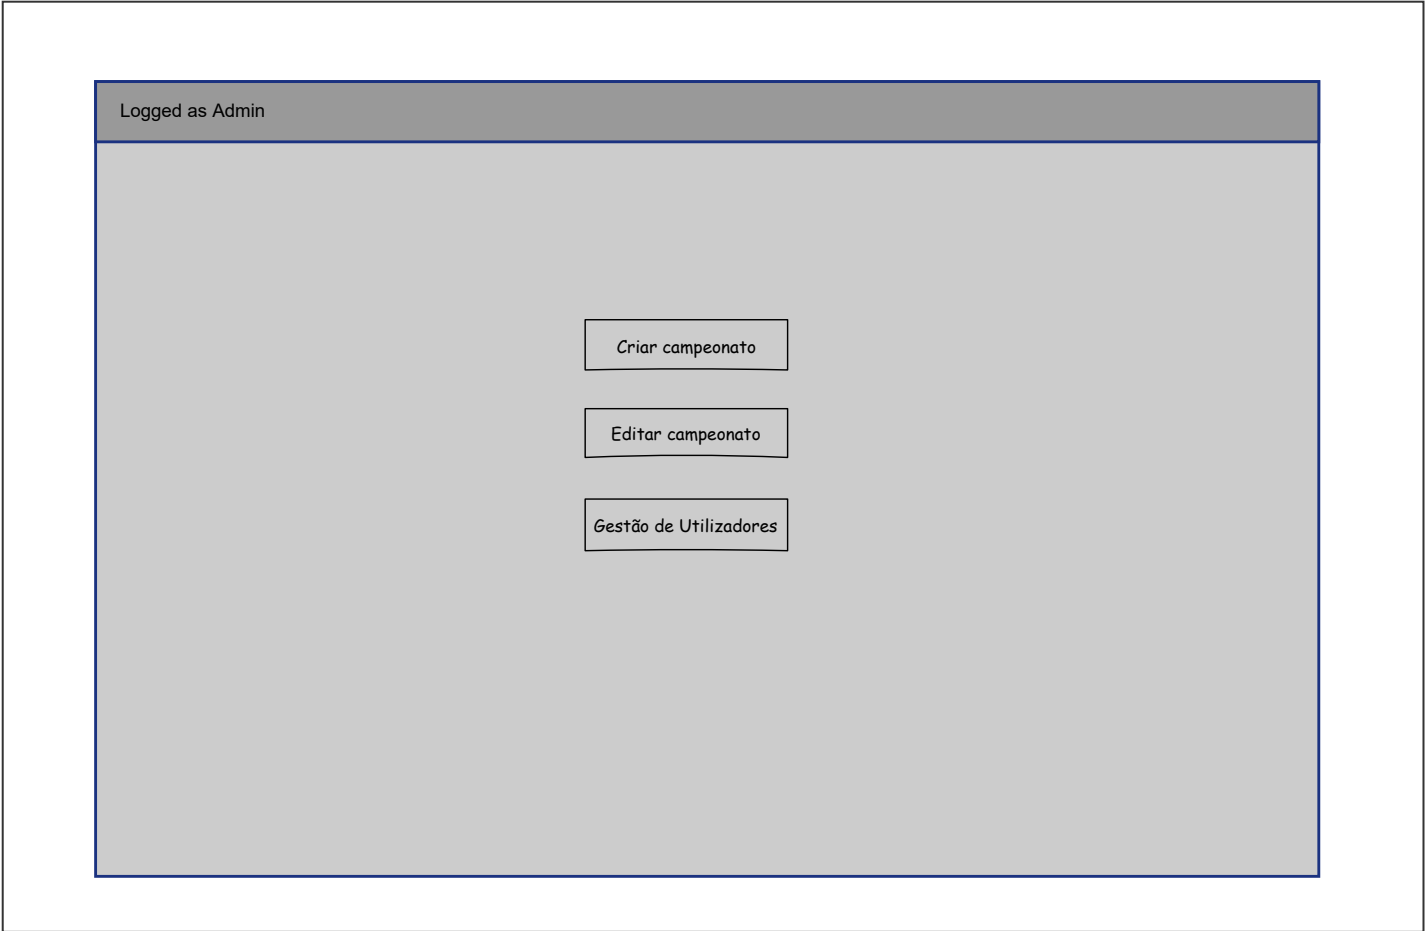 Logged as Admin
Criar campeonato
Editar campeonato
Gestão de Utilizadores